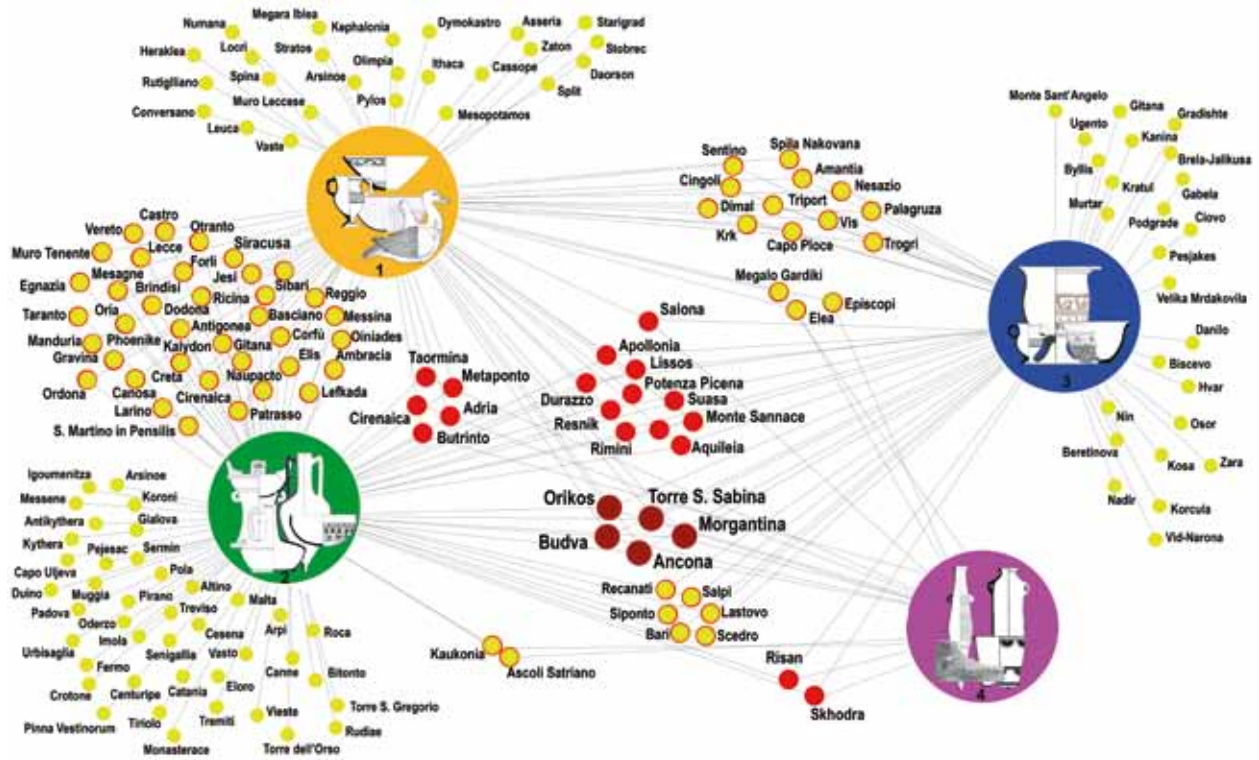 Numana
Megara Iblea
Kephalonia
Dymokastro
Asseria
Starigrad
Heraklea
Locri
Stratos
Olimpia
Ithaca
Zaton
Stobrec
Rutigliano
Spina
Arsinoe
Cassope
Daorson
Conversano
Muro Leccese
Pylos
Mesopotamos
Split
Leuca
Vaste
1
Monte Sant'Angelo
Gitana
Gradishte
Ugento
Kanina
Brela-Jalikusa
Byllis
Kratul
Gabela
Murtar
Podgrade
Ciovo
Pesjakes
Velika Mrdakovila
Danilo
Biscevo
Hvar
Nin
Osor
Beretinova
Kosa
Zara
Nadir
Korcula
Vid-Narona
3
Sentino
Spila Nakovana
Cingoli
Amantia
Nesazio
Dimal
Triport
Palagruza
Krk
Vis
Capo Ploce
Trogri
Megalo Gardiki
Episcopi
Elea
Castro
Vereto
Otranto
Muro Tenente
Lecce
Siracusa
Forlì
Egnazia
Mesagne
Jesi
Sibari
Brindisi
Ricina
Reggio
Taranto
Oria
Dodona
Basciano
Messina
Manduria
Phoenike
Antigonea
Corfù
Oiniades
Gravina
Kalydon
Gitana
Elis
Ambracia
Ordona
Canosa
Creta
Cirenaica
Naupacto
Lefkada
Larino
Patrasso
S. Martino in Pensilis
Salona
Apollonia
Lissos
Potenza Picena
Durazzo
Suasa
Resnik
Monte Sannace
Rimini
Aquileia
Taormina
Metaponto
Cirenaica
Adria
Butrinto
Orikos
Torre S. Sabina
Morgantina
Budva
Ancona
Recanati
Salpi
Siponto
Lastovo
Bari
Scedro
Kaukonia
Ascoli Satriano
Risan
Skhodra
4
2
Igoumenitza
Arsinoe
Messene
Koroni
Antikythera
Gialova
Kythera
Pejesac
Sermin
Capo Uljeva
Pola
Duino
Muggia
Pirano
Altino
Malta
Padova
Oderzo
Treviso
Arpi
Roca
Urbisaglia
Imola
Cesena
Senigallia
Vasto
Fermo
Canne
Bitonto
Crotone
Centuripe
Catania
Eloro
Pinna Vestinorum
Tiriolo
Tremiti
Vieste
Torre S. Gregorio
Rudiae
Monasterace
Torre dell'Orso